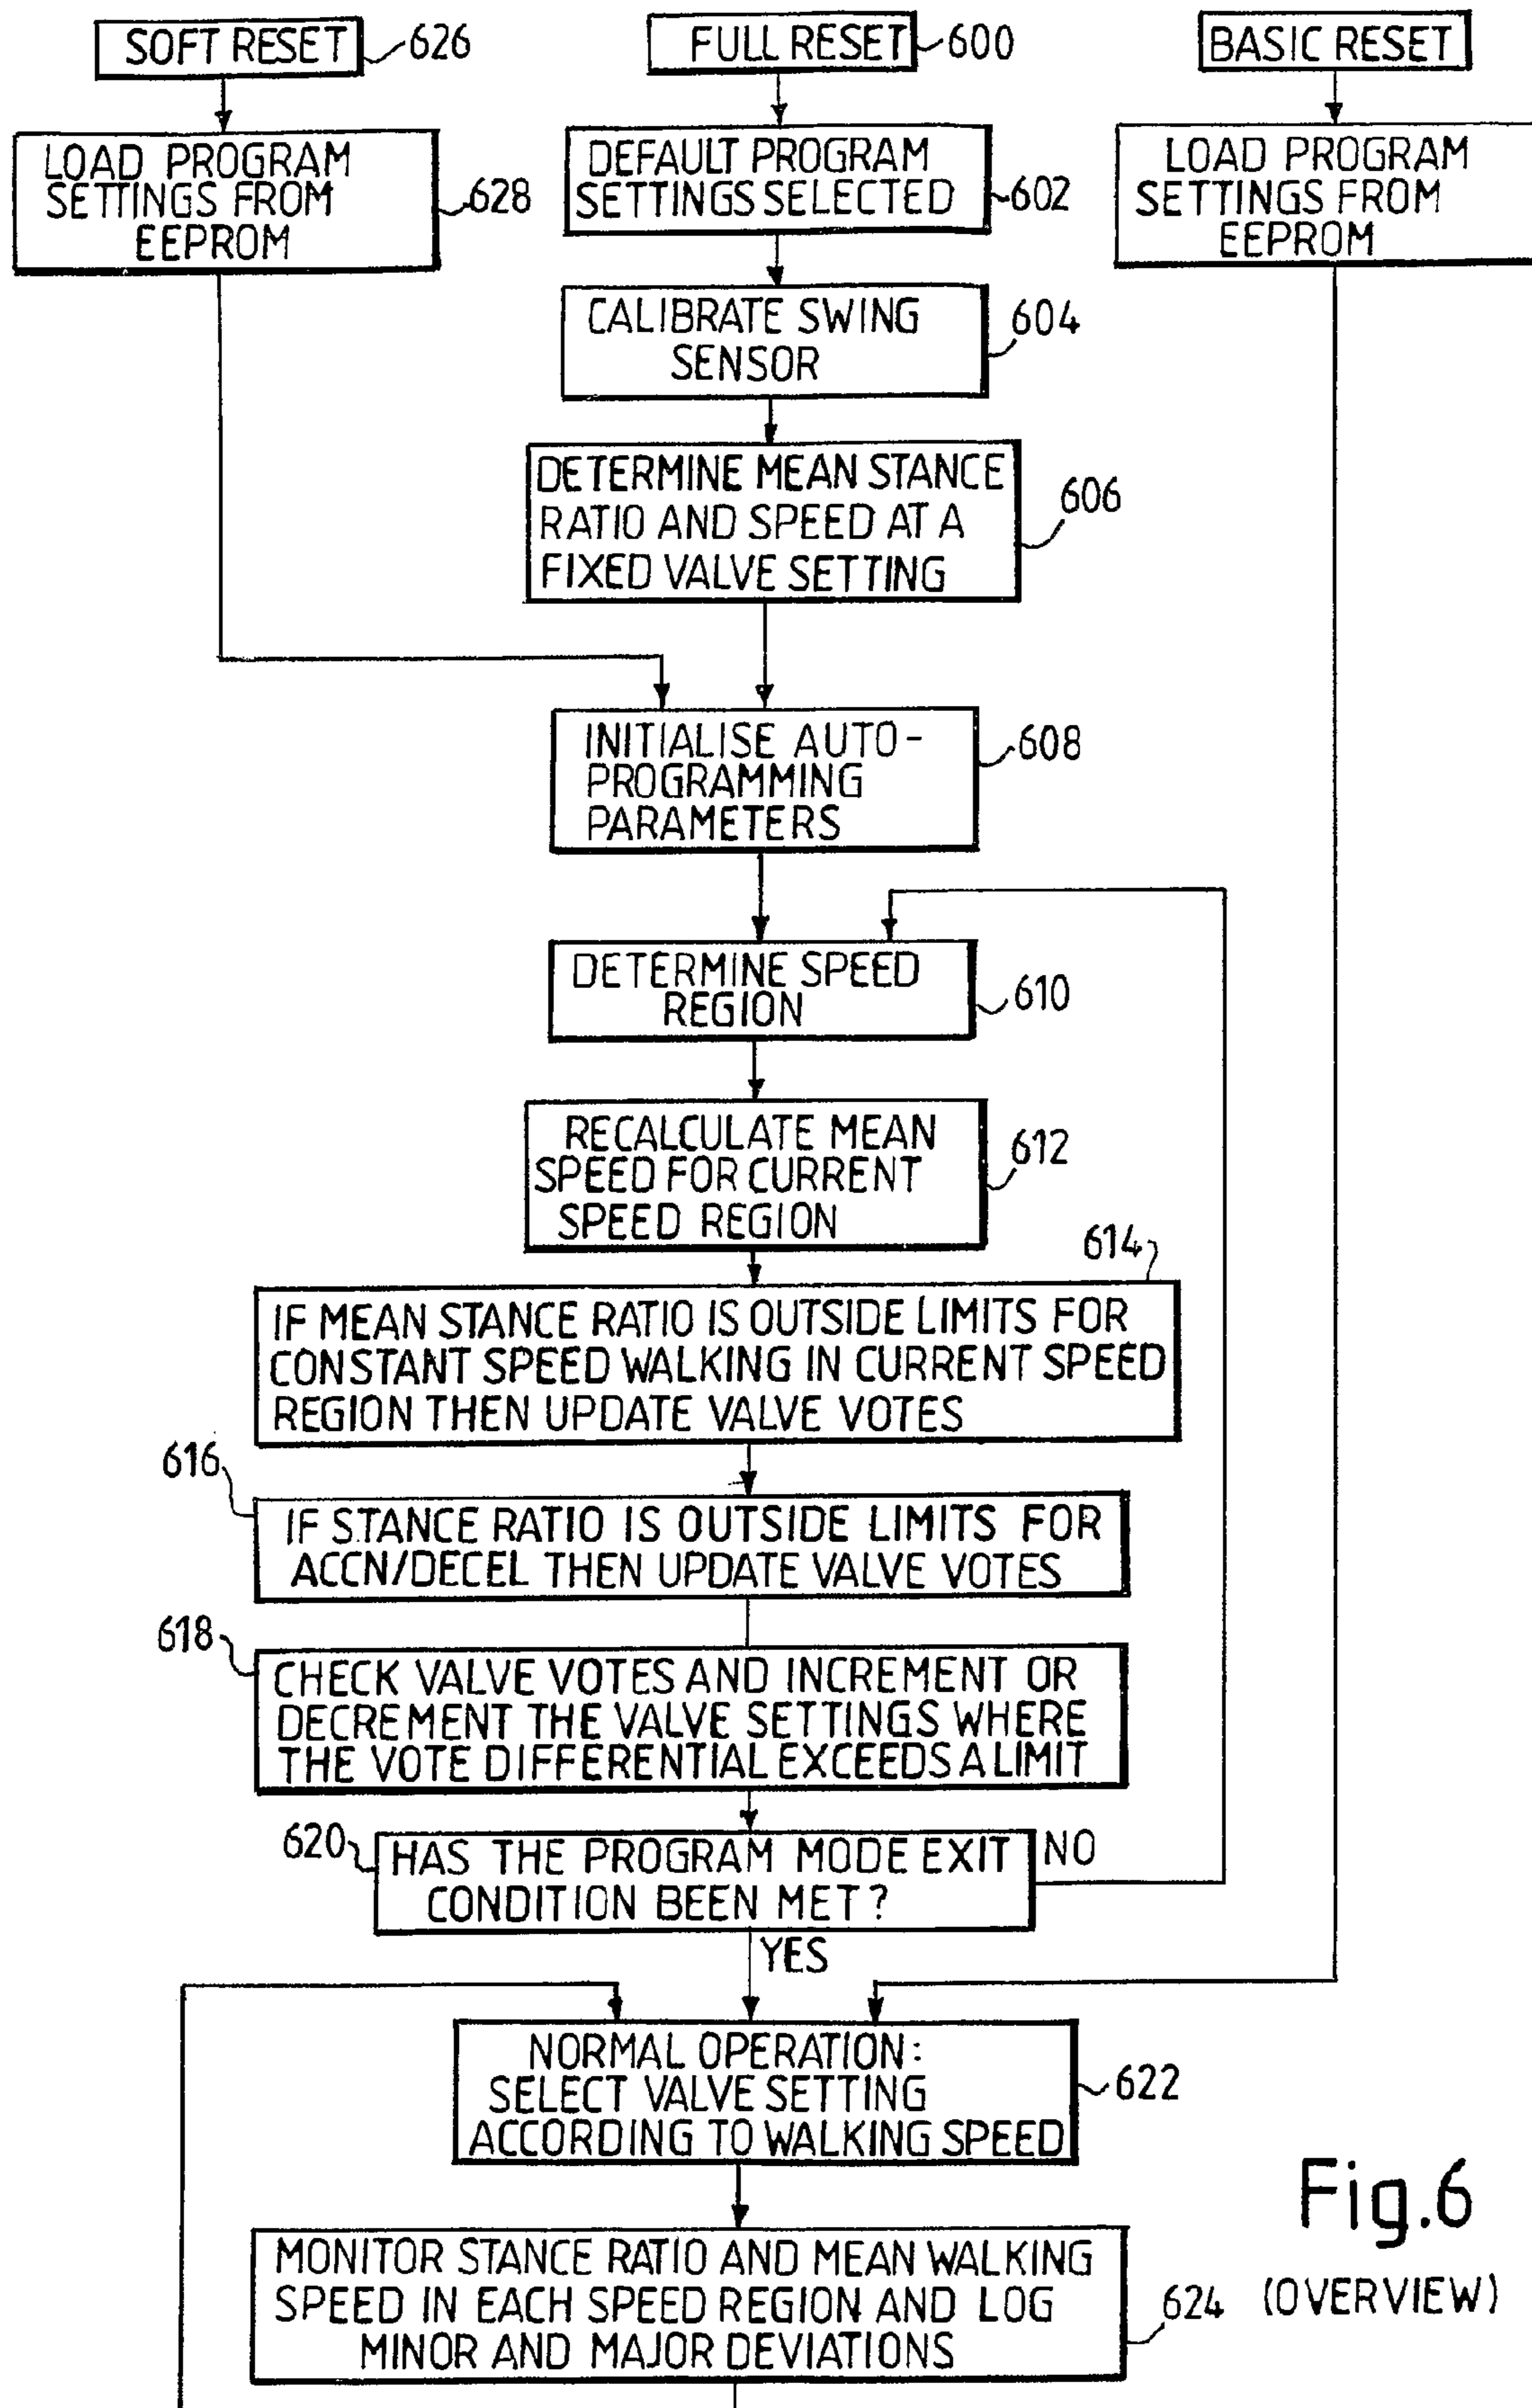 SOFT RESET
626
FULL RESET
600
BASIC RESET
LOAD PROGRAM
SETTINGS FROM
EEPROM
628
DEFAULT PROGRAM
SETTINGS SELECTED
602
LOAD PROGRAM
SETTINGS FROM
EEPROM
CALIBRATE SWING
SENSOR
604
DETERMINE MEAN STANCE
RATIO AND SPEED AT A
FIXED VALVE SETTING
606
INITIALISE AUTO-
PROGRAMMING
PARAMETERS
608
DETERMINE SPEED
REGION
610
RECALCULATE MEAN
SPEED FOR CURRENT
SPEED REGION
612
614
IF MEAN STANCE RATIO IS OUTSIDE LIMITS FOR
CONSTANT SPEED WALKING IN CURRENT SPEED
REGION THEN UPDATE VALVE VOTES
616
IF STANCE RATIO IS OUTSIDE LIMITS FOR
ACCN/DECEL THEN UPDATE VALVE VOTES
618
CHECK VALVE VOTES AND INCREMENT OR
DECREMENT THE VALVE SETTINGS WHERE
THE VOTE DIFFERENTIAL EXCEEDS A LIMIT
620
HAS THE PROGRAM MODE EXIT
CONDITION BEEN MET?
NO
YES
NORMAL OPERATION:
SELECT VALVE SETTING
ACCORDING TO WALKING SPEED
622
MONITOR STANCE RATIO AND MEAN WALKING
SPEED IN EACH SPEED REGION AND LOG
MINOR AND MAJOR DEVIATIONS
624
Fig.6
(OVERVIEW)